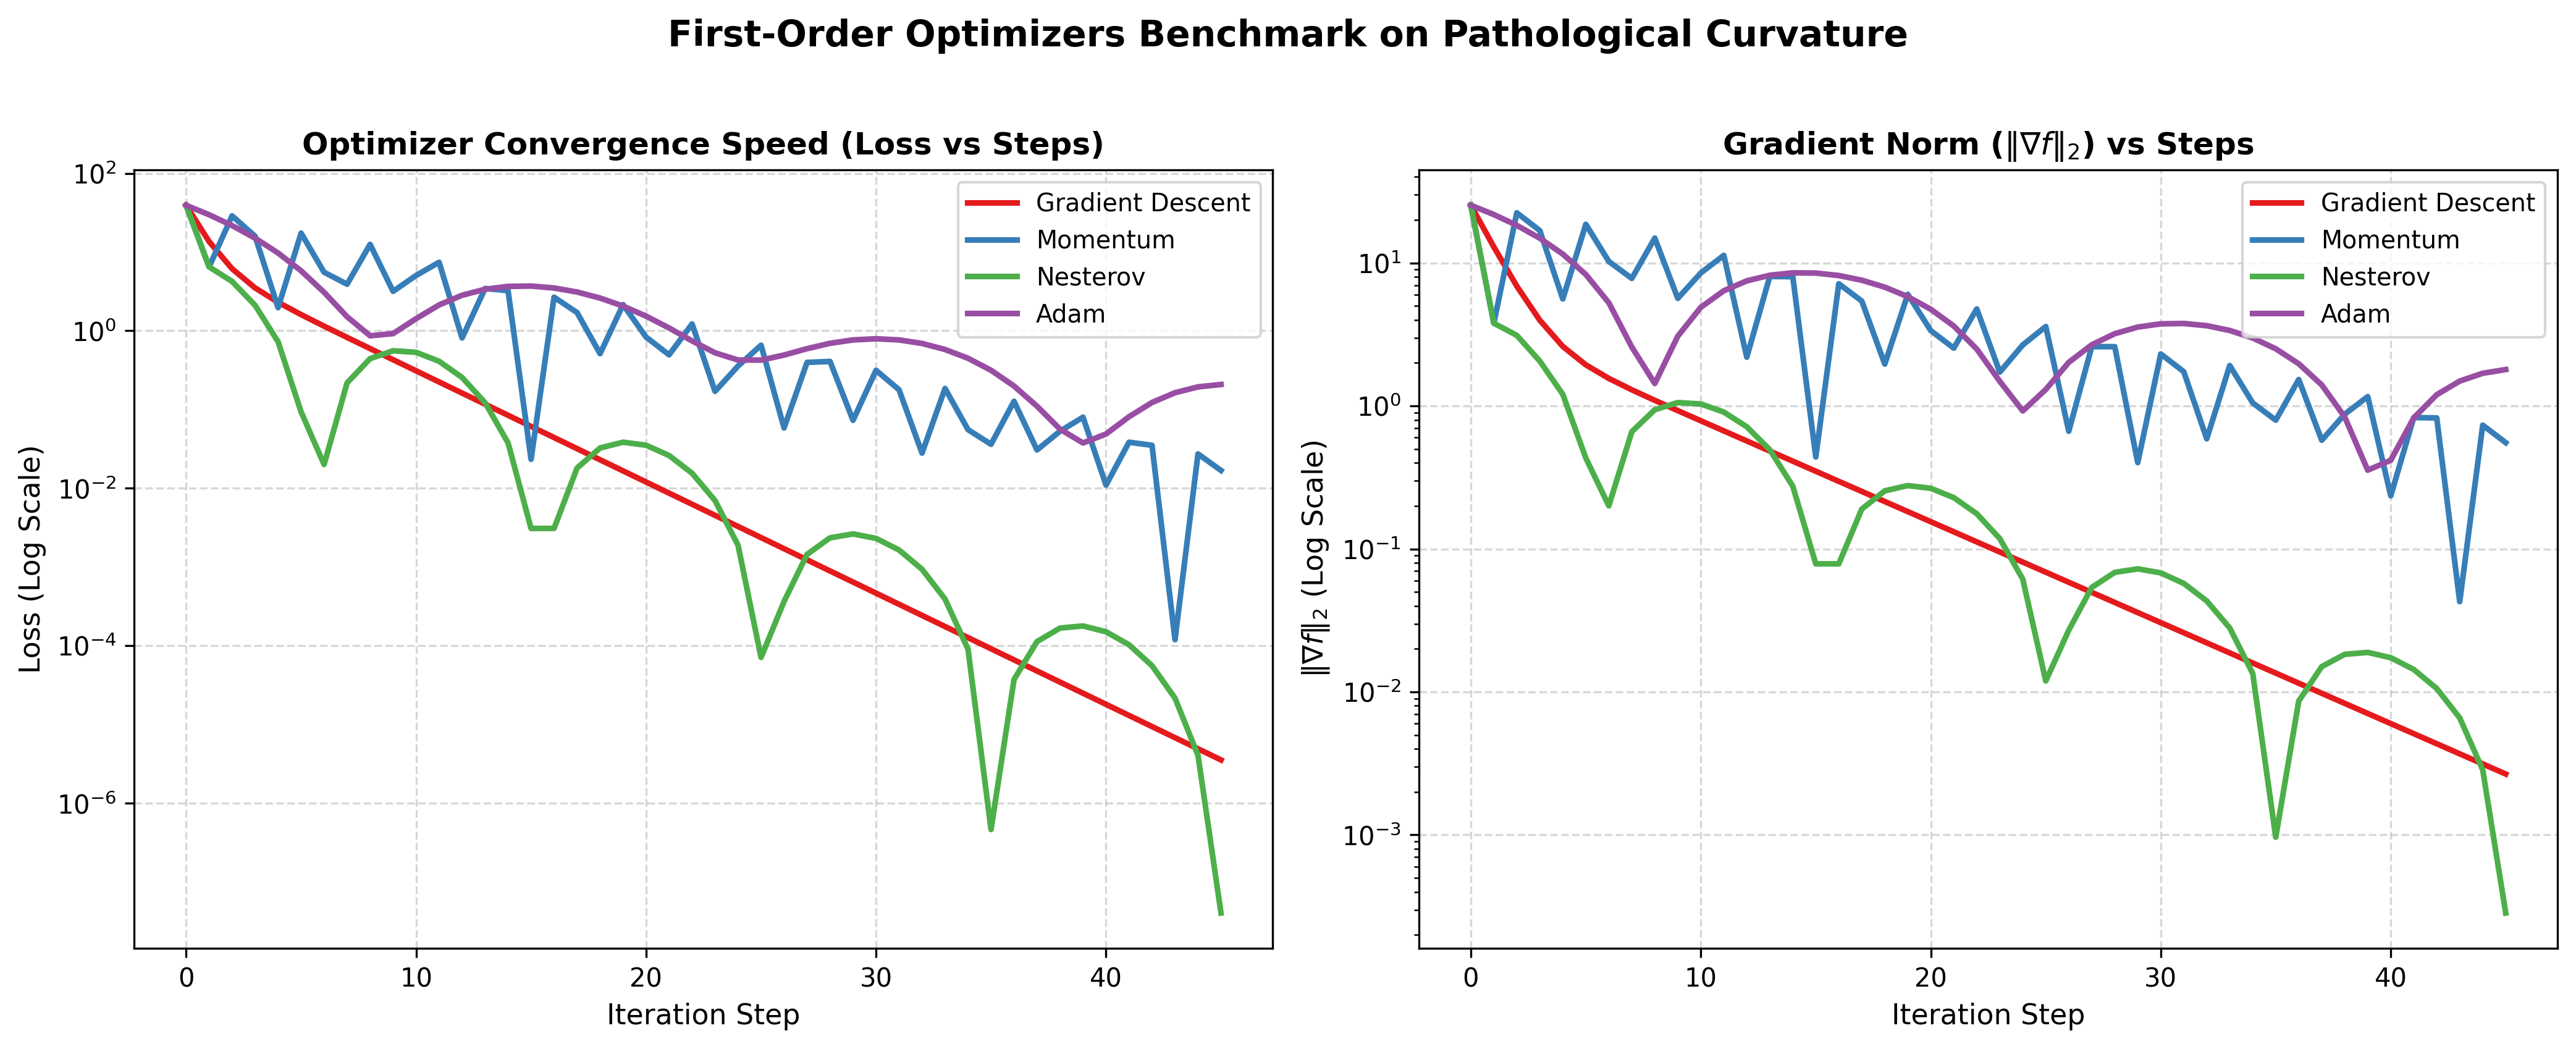 First-Order Optimizers Benchmark on Pathological Curvature
Optimizer Convergence Speed (Loss vs Steps)
Loss (Log Scale)
10²
10⁰
10⁻²
10⁻⁴
10⁻⁶
0 10 20 30 40
Iteration Step
Gradient Descent
Momentum
Nesterov
Adam
Gradient Norm (‖∇f‖₂) vs Steps
‖∇f‖₂ (Log Scale)
10¹
10⁰
10⁻¹
10⁻²
10⁻³
0 10 20 30 40
Iteration Step
Gradient Descent
Momentum
Nesterov
Adam